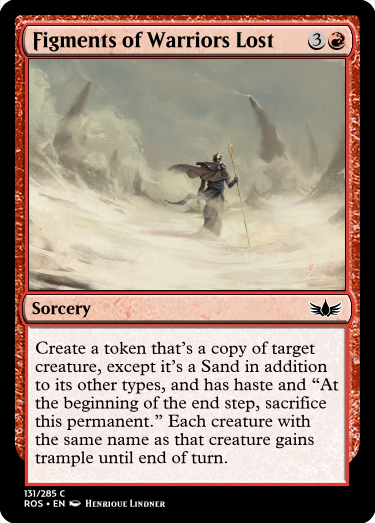 Figments of Warriors Lost 3
Sorcery
Create a token that's a copy of target
creature, except it's a Sand in addition
to its other types, and has haste and “At
the beginning of the end step, sacrifice
this permanent.” Each creature with
the same name as that creature gains
trample until end of turn.
131/285 C
ROS • EN Henrique Lindner